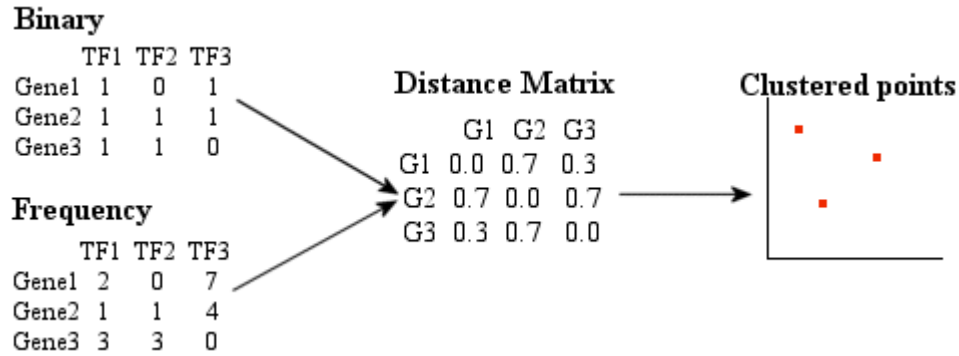 Binary
TF1 TF2 TF3
Gene1 1 0 1
Gene2 1 1 1
Gene3 1 1 0
Frequency
TF1 TF2 TF3
Gene1 2 0 7
Gene2 1 1 4
Gene3 3 3 0
Distance Matrix
G1 G2 G3
G1 0.0 0.7 0.3
G2 0.7 0.0 0.7
G3 0.3 0.7 0.0
Clustered points